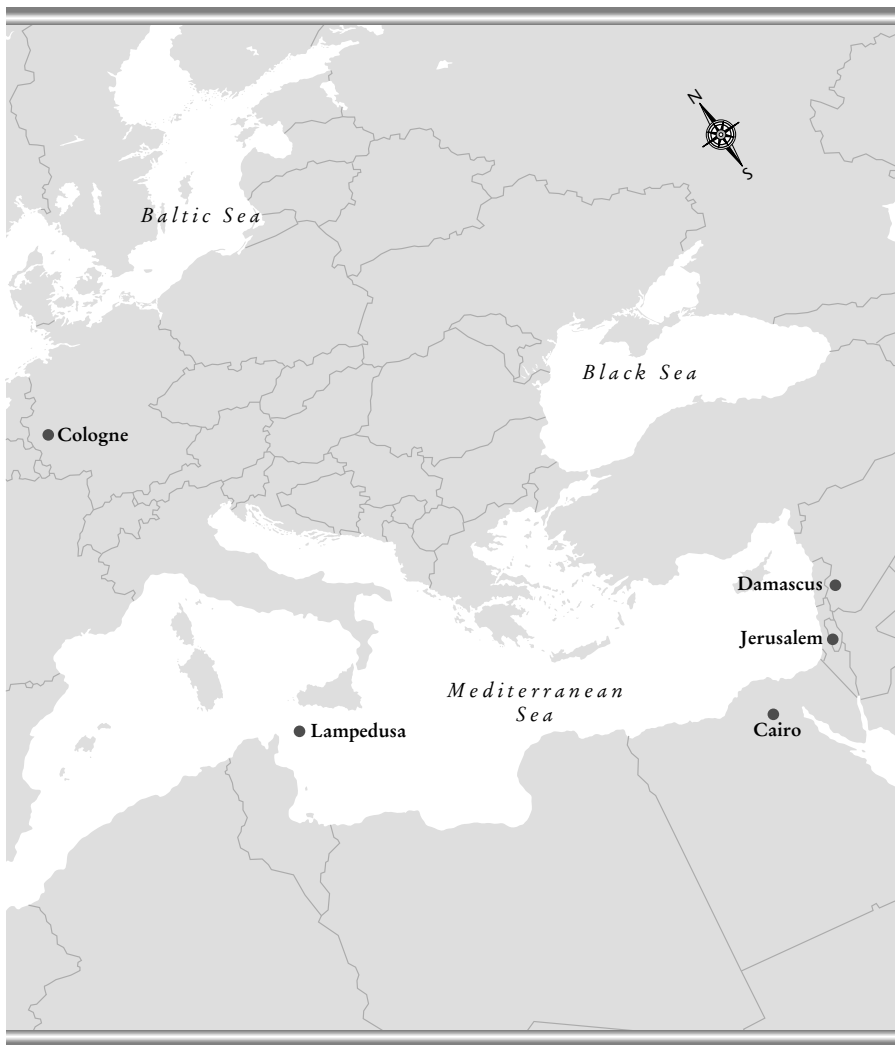 N
S
Baltic Sea
Black Sea
Cologne
Damascus
Jerusalem
Mediterranean
Sea
Lampedusa
Cairo